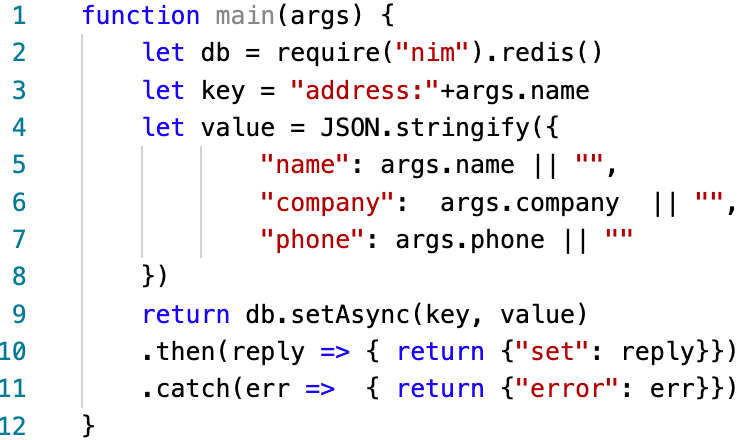 1 function main(args) {
2 let db = require("nim").redis()
3 let key = "address:"+args.name
4 let value = JSON.stringify({
5 "name": args.name || "",
6 "company":  args.company  || "",
7 "phone": args.phone || ""
8 })
9 return db.setAsync(key, value)
10 .then(reply => { return {"set": reply}})
11 .catch(err =>  { return {"error": err}})
12 }